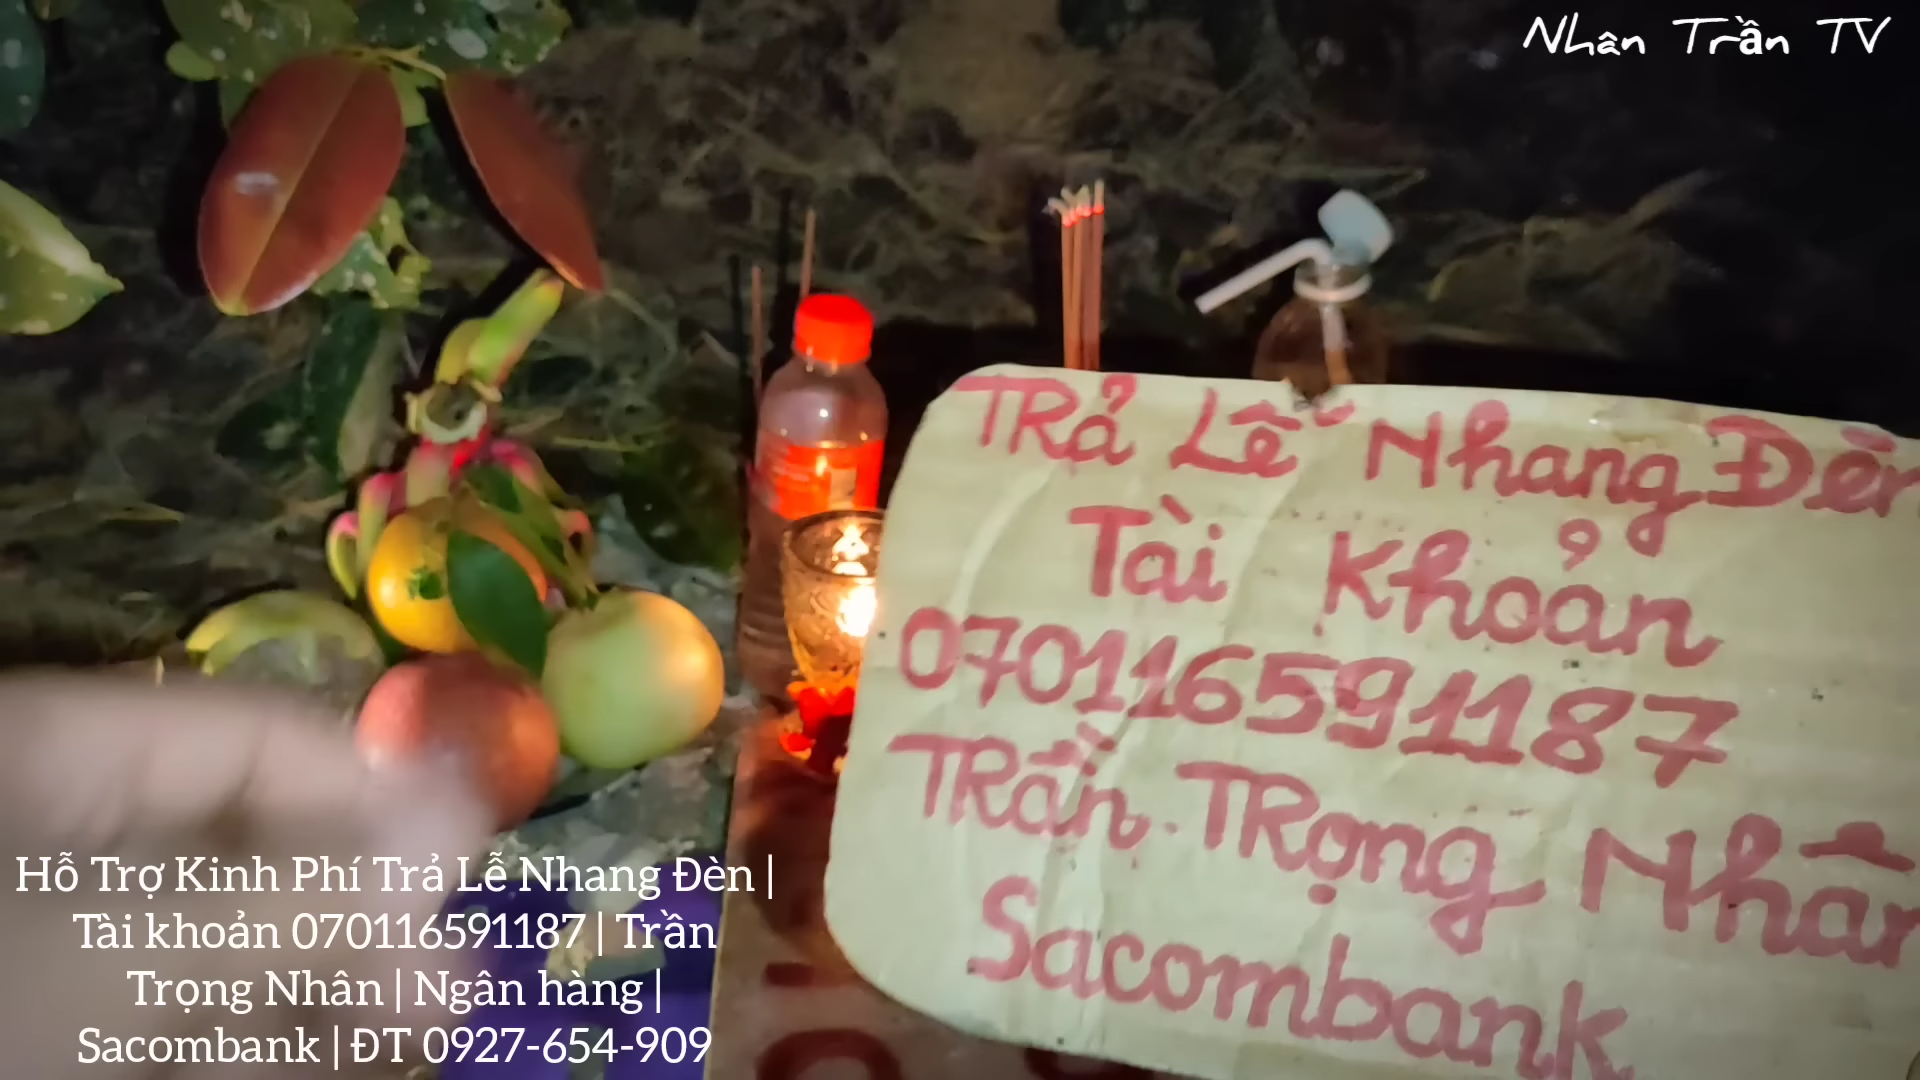 Nhân Trần TV
TRả Lễ Nhang Đèn
Tài Khoản
070116591187
TRần TRọng Nhân
Sacombank
Hỗ Trợ Kinh Phí Trả Lễ Nhang Đèn |
Tài khoản 070116591187 | Trần
Trọng Nhân | Ngân hàng |
Sacombank | ĐT 0927-654-909